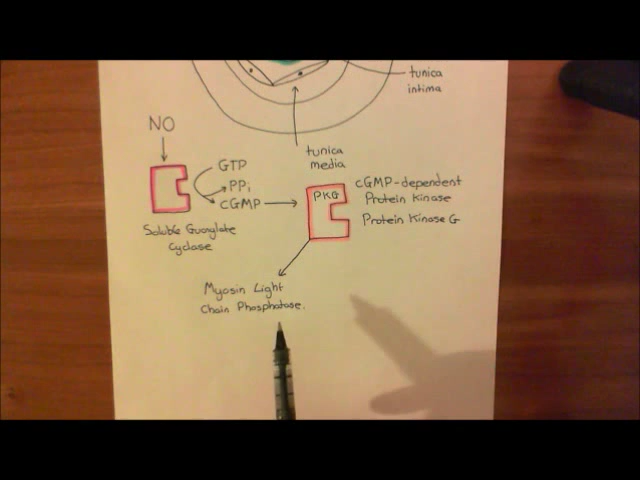 tunica
intima
NO
tunica
media
GTP
PPi
cGMP
PKG
cGMP-dependent
Protein Kinase
Protein Kinase G
Soluble Guanylate
Cyclase
Myosin Light
Chain Phosphatase.